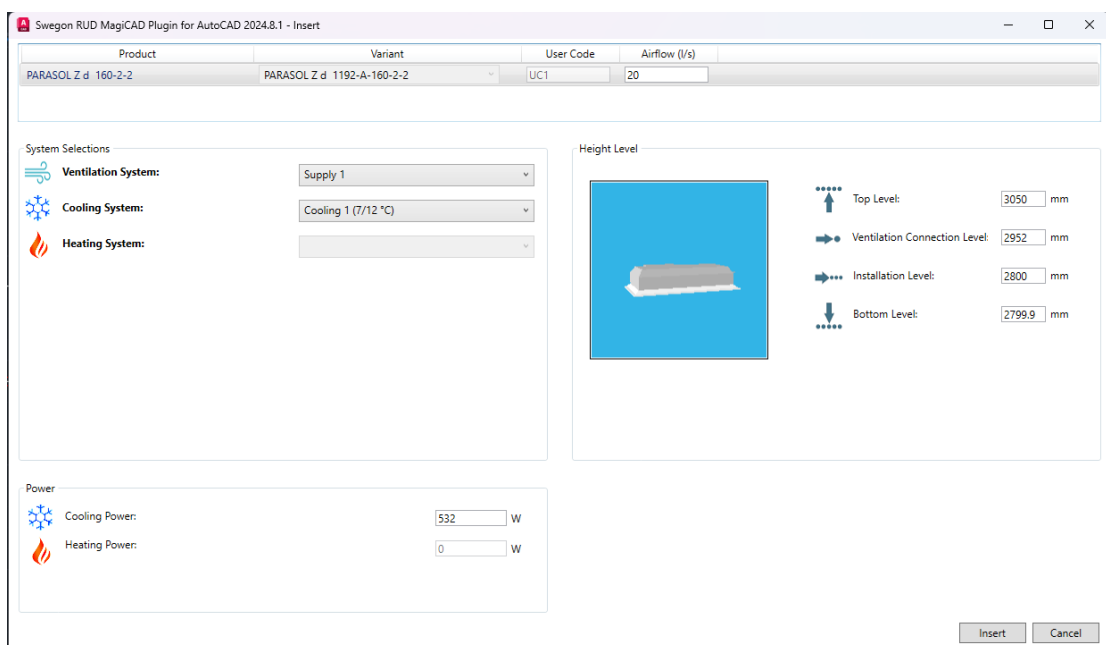 Swegon RUD MagiCAD Plugin for AutoCAD 2024.8.1 - Insert
Product Variant User Code Airflow (l/s)
PARASOL Z d 160-2-2 PARASOL Z d 1192-A-160-2-2 UC1 20
System Selections
Ventilation System: Supply 1
Cooling System: Cooling 1 (7/12 °C)
Heating System:
Height Level
Top Level: 3050 mm
Ventilation Connection Level: 2952 mm
Installation Level: 2800 mm
Bottom Level: 2799.9 mm
Power
Cooling Power: 532 W
Heating Power: 0 W
Insert Cancel